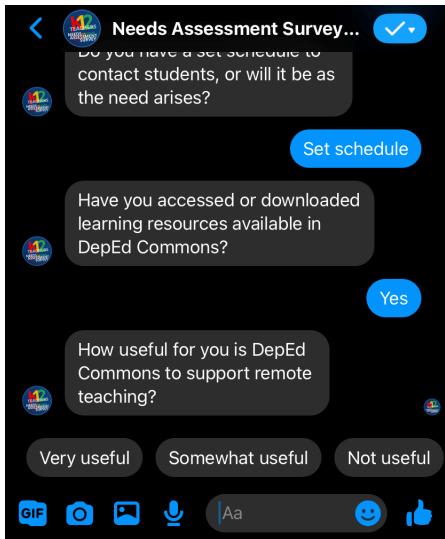 Needs Assessment Survey...
Do you have a set schedule to
contact students, or will it be as
the need arises?
Set schedule
Have you accessed or downloaded
learning resources available in
DepEd Commons?
Yes
How useful for you is DepEd
Commons to support remote
teaching?
Very useful
Somewhat useful
Not useful
GIF
Aa